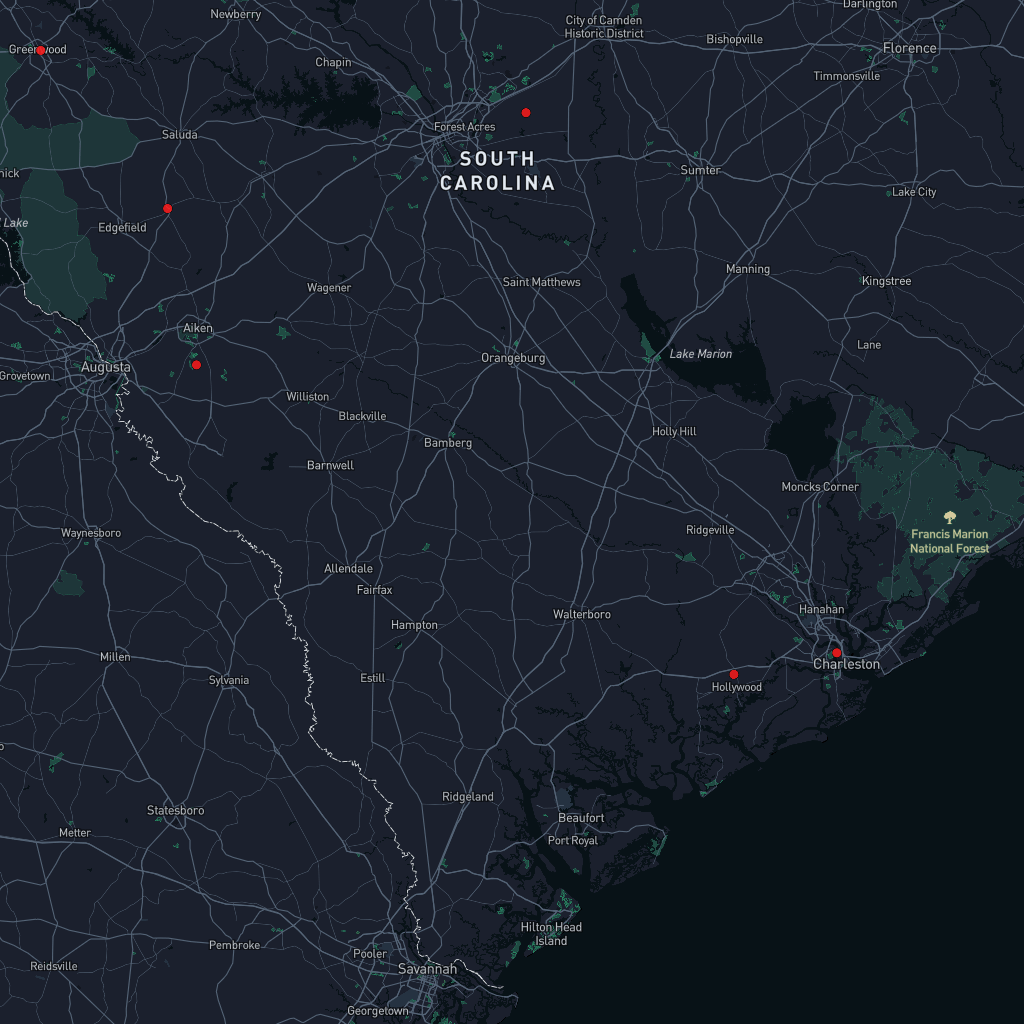 Newberry
City of Camden
Historic District
Darlington
Greenwood
Bishopville
Florence
Chapin
Timmonsville
Saluda
Forest Acres
SOUTH
CAROLINA
Sumter
nick
Lake City
Lake
Edgefield
Manning
Saint Matthews
Kingstree
Wagener
Aiken
Lane
Lake Marion
Orangeburg
Augusta
Grovetown
Williston
Blackville
Holly Hill
Bamberg
Barnwell
Moncks Corner
Ridgeville
Waynesboro
Francis Marion
National Forest
Allendale
Fairfax
Hanahan
Walterboro
Hampton
Millen
Charleston
Estill
Sylvania
Hollywood
o
Ridgeland
Statesboro
Beaufort
Metter
Port Royal
Hilton Head
Island
Pembroke
Pooler
Reidsville
Savannah
Georgetown